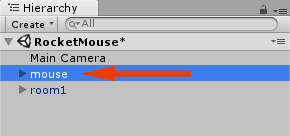 Hierarchy
Create All
RocketMouse*
Main Camera
mouse
room1